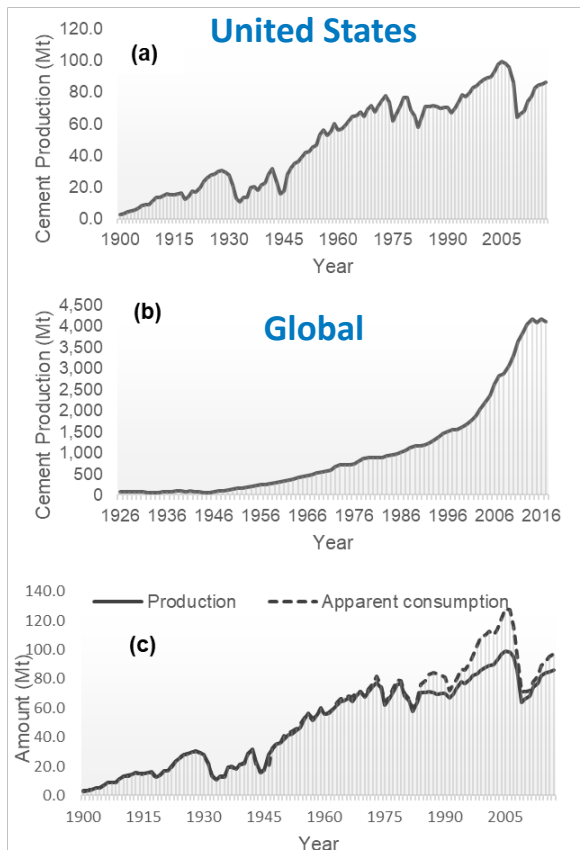 United States
(a)
Cement Production (Mt)
120.0
100.0
80.0
60.0
40.0
20.0
0.0
1900 1915 1930 1945 1960 1975 1990 2005
Year
(b)
Global
Cement Production (Mt)
4,500
4,000
3,500
3,000
2,500
2,000
1,500
1,000
500
0
1926 1936 1946 1956 1966 1976 1986 1996 2006 2016
Year
Production Apparent consumption
(c)
Amount (Mt)
140.0
120.0
100.0
80.0
60.0
40.0
20.0
0.0
1900 1915 1930 1945 1960 1975 1990 2005
Year